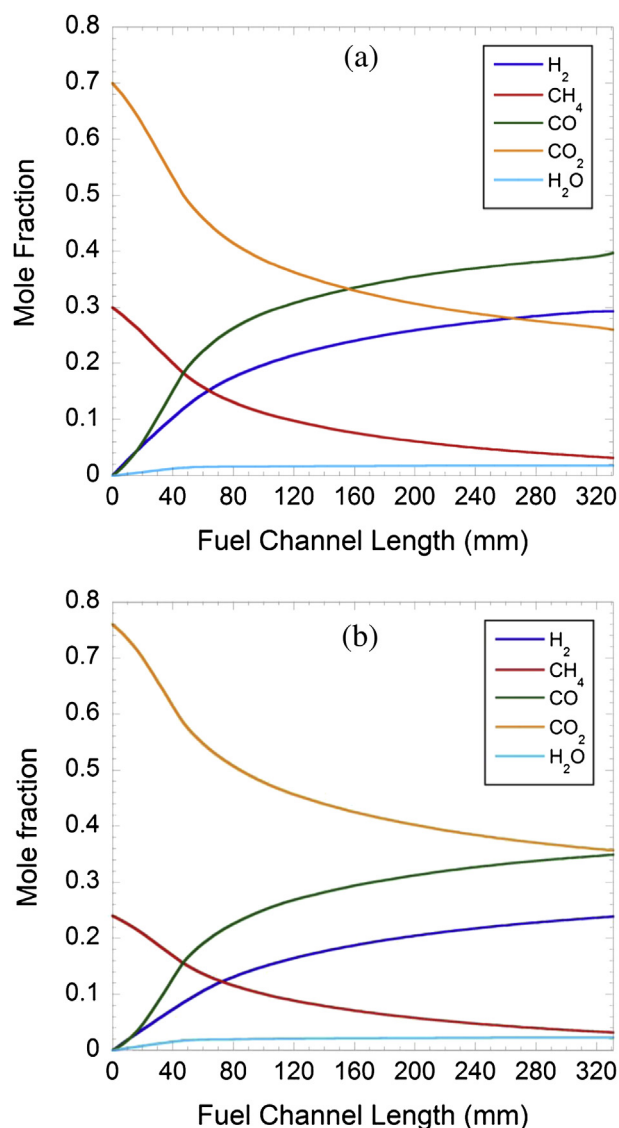 (a)
0.8
0.7
0.6
0.5
0.4
0.3
0.2
0.1
0
Mole Fraction
H₂
CH₄
CO
CO₂
H₂O
0 40 80 120 160 200 240 280 320
Fuel Channel Length (mm)
(b)
0.8
0.7
0.6
0.5
0.4
0.3
0.2
0.1
0
Mole fraction
H₂
CH₄
CO
CO₂
H₂O
0 40 80 120 160 200 240 280 320
Fuel Channel Length (mm)